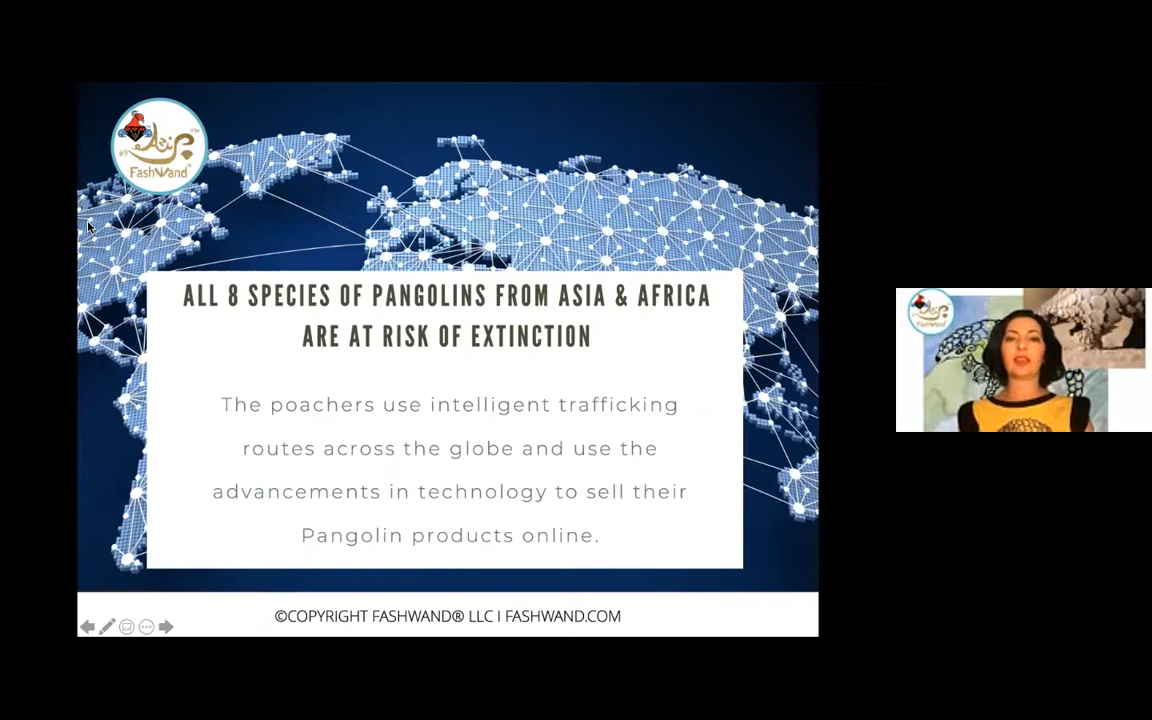 FashWand
ALL 8 SPECIES OF PANGOLINS FROM ASIA & AFRICA
ARE AT RISK OF EXTINCTION
The poachers use intelligent trafficking
routes across the globe and use the
advancements in technology to sell their
Pangolin products online.
©COPYRIGHT FASHWAND® LLC I FASHWAND.COM
FashWand